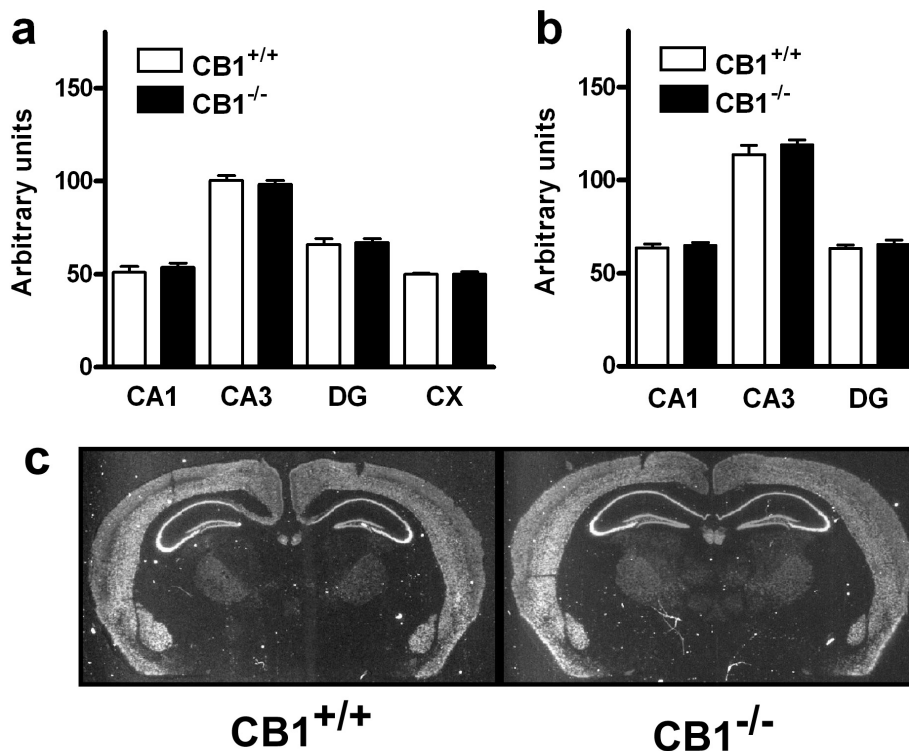 a
CB1+/+
CB1-/-
Arbitrary units
150
100
50
0
CA1 CA3 DG CX
b
CB1+/+
CB1-/-
Arbitrary units
150
100
50
0
CA1 CA3 DG
c
CB1+/+ CB1-/-